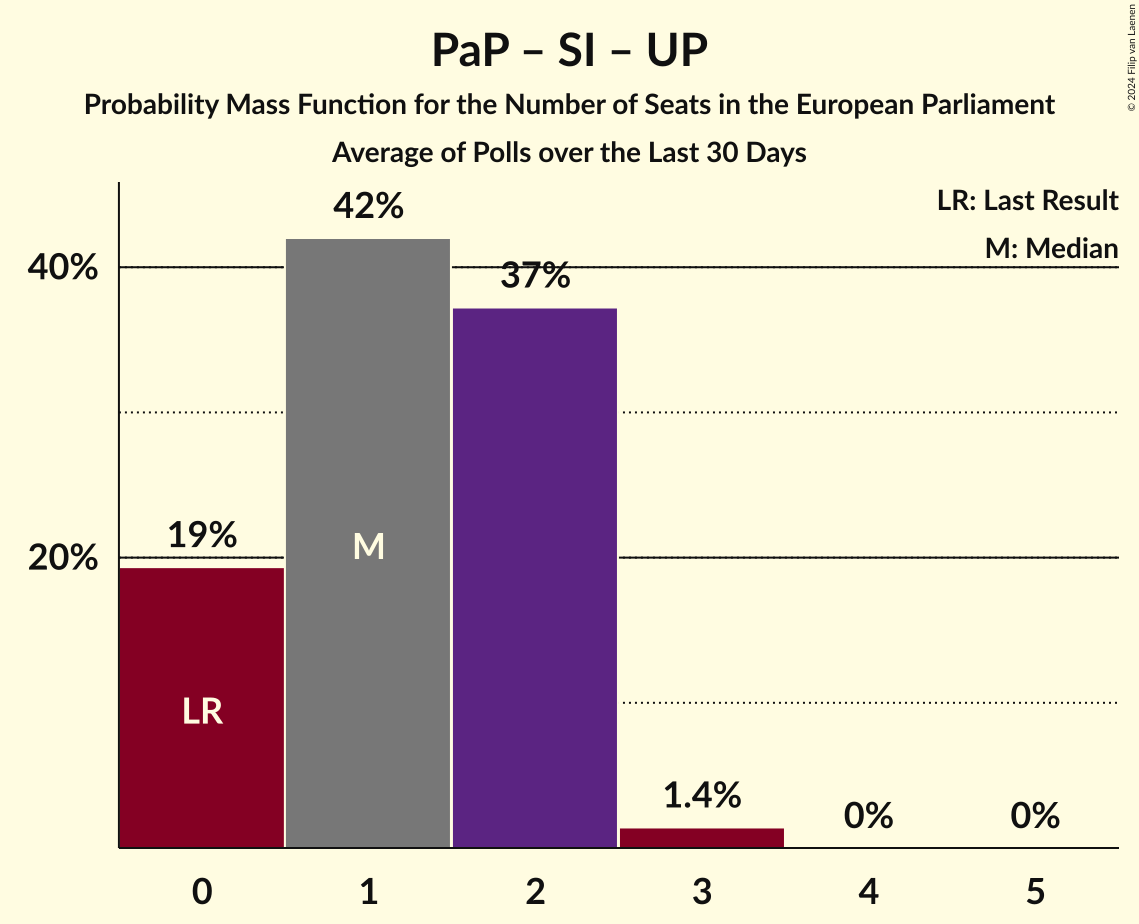 PaP – SI – UP
Probability Mass Function for the Number of Seats in the European Parliament
Average of Polls over the Last 30 Days
© 2024 Filip van Laenen
LR: Last Result
M: Median
40%
20%
19%
42%
37%
1.4%
0%
0%
LR
M
0 1 2 3 4 5